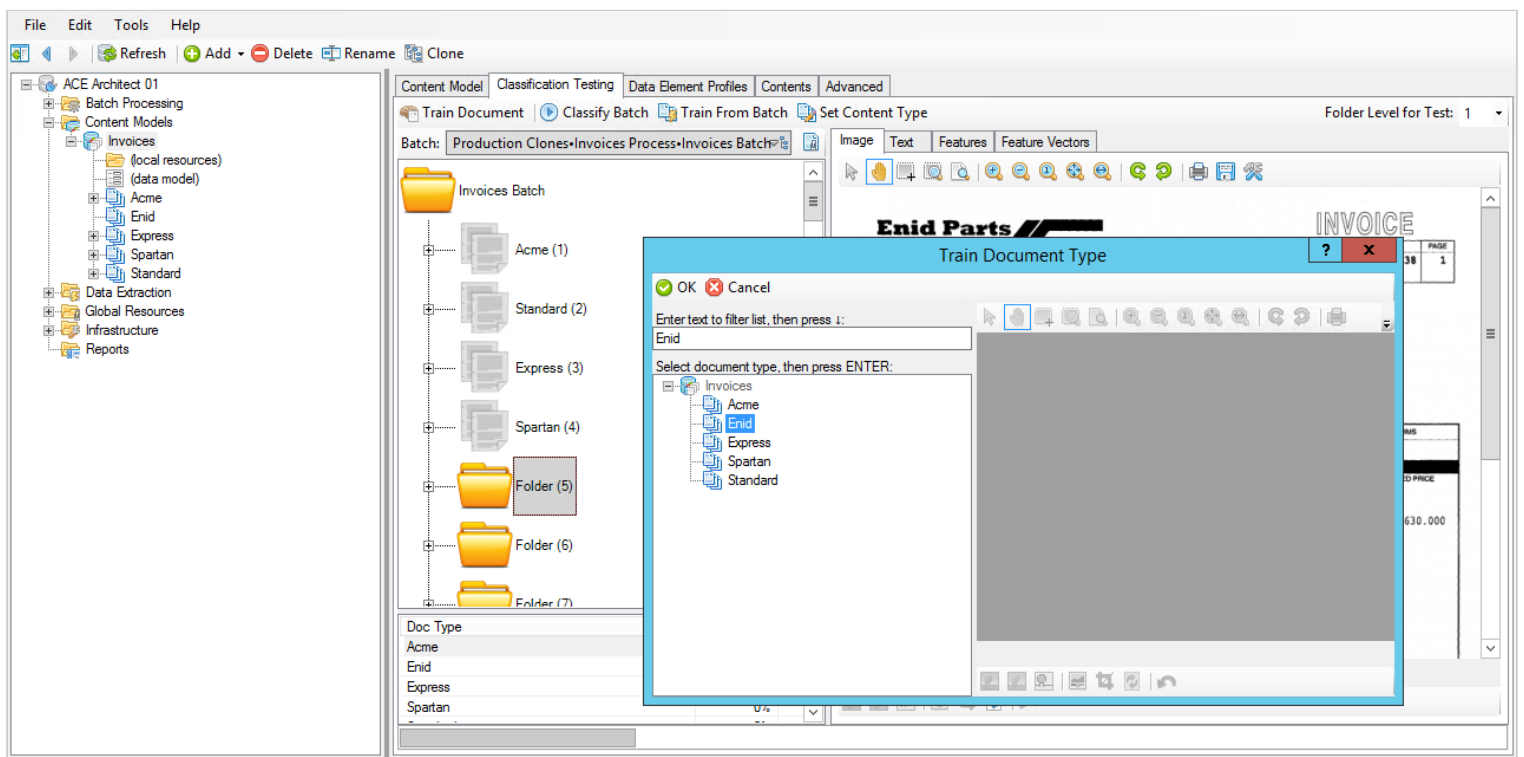 File Edit Tools Help
Refresh Add Delete Rename Clone
ACE Architect 01
Batch Processing
Content Models
Invoices
(local resources)
(data model)
Acme
Enid
Express
Spartan
Standard
Data Extraction
Global Resources
Infrastructure
Reports
Content Model Classification Testing Data Element Profiles Contents Advanced
Train Document Classify Batch Train From Batch Set Content Type Folder Level for Test: 1
Batch: Production Clones•Invoices Process•Invoices Batch
Invoices Batch
Acme (1)
Standard (2)
Express (3)
Spartan (4)
Folder (5)
Folder (6)
Folder (7)
Doc Type
Acme
Enid
Express
Spartan 0%
Image Text Features Feature Vectors
Enid Parts INVOICE
PAGE
38 1
ED PRICE
630.000
Train Document Type ? X
OK Cancel
Enter text to filter list, then press ↓:
Enid
Select document type, then press ENTER:
Invoices
Acme
Enid
Express
Spartan
Standard